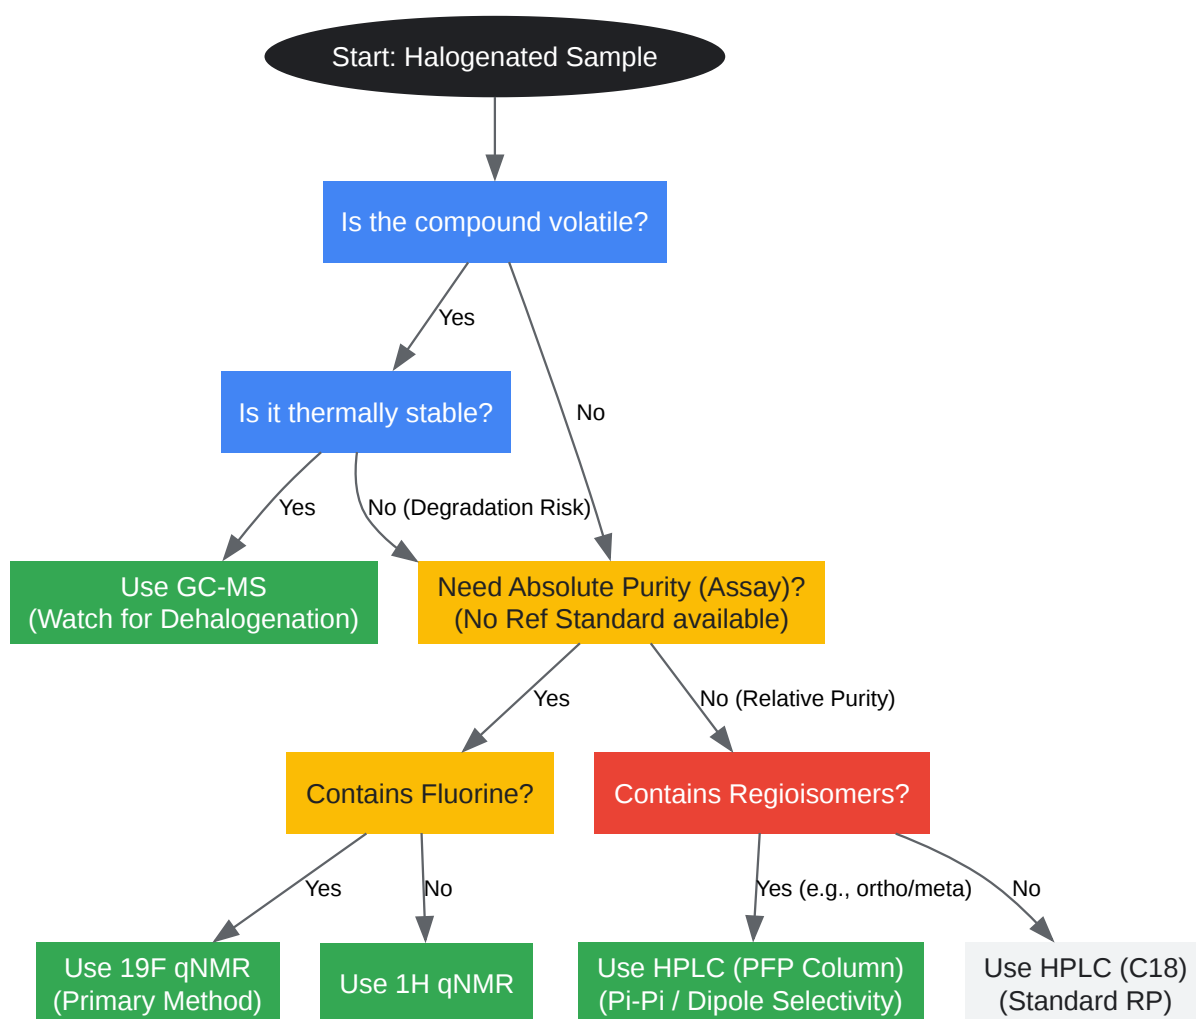 Start: Halogenated Sample
Is the compound volatile?
Yes
Is it thermally stable?
No
Yes
No (Degradation Risk)
Use GC-MS
(Watch for Dehalogenation)
Need Absolute Purity (Assay)?
(No Ref Standard available)
Yes
No (Relative Purity)
Contains Fluorine?
Contains Regioisomers?
Yes
No
Yes (e.g., ortho/meta)
No
Use 19F qNMR
(Primary Method)
Use 1H qNMR
Use HPLC (PFP Column)
(Pi-Pi / Dipole Selectivity)
Use HPLC (C18)
(Standard RP)